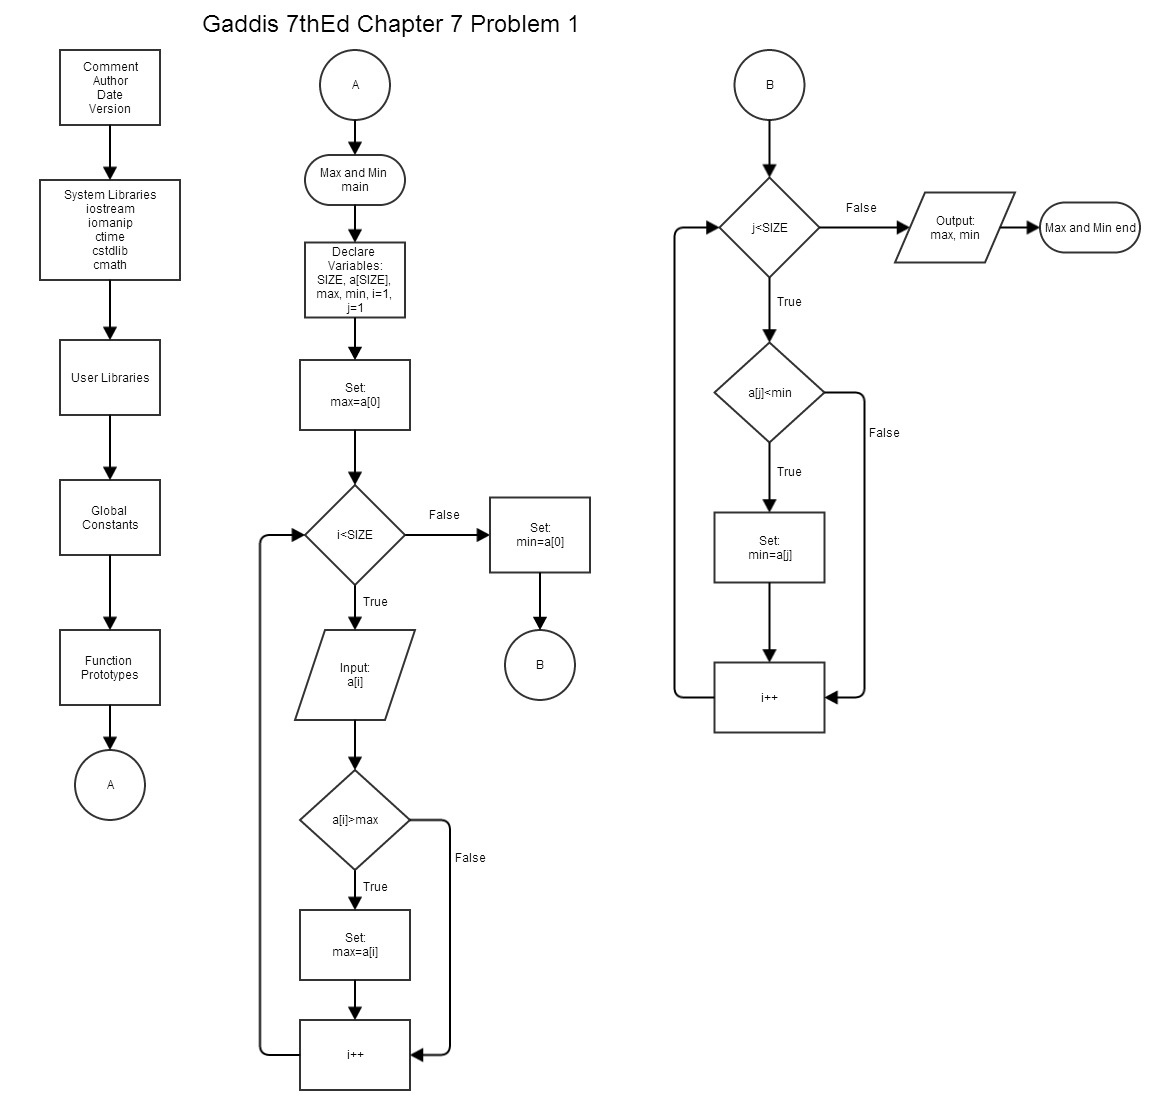 Gaddis 7thEd Chapter 7 Problem 1
Comment
Author
Date
Version
System Libraries
iostream
iomanip
ctime
cstdlib
cmath
User Libraries
Global
Constants
Function
Prototypes
A
A
Max and Min
main
Declare
Variables:
SIZE, a[SIZE],
max, min, i=1,
j=1
Set:
max=a[0]
i<SIZE
False
Set:
min=a[0]
B
True
Input:
a[i]
a[i]>max
False
True
Set:
max=a[i]
i++
B
j<SIZE
False
Output:
max, min
Max and Min end
True
a[j]<min
False
True
Set:
min=a[j]
i++